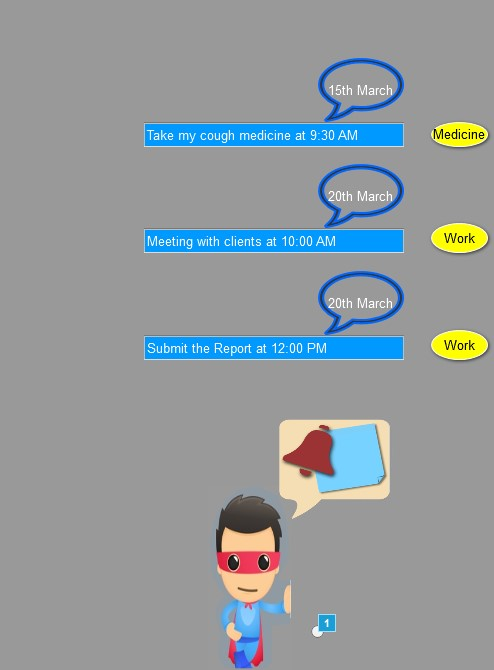 15th March
Take my cough medicine at 9:30 AM
Medicine
20th March
Meeting with clients at 10:00 AM
Work
20th March
Submit the Report at 12:00 PM
Work
1